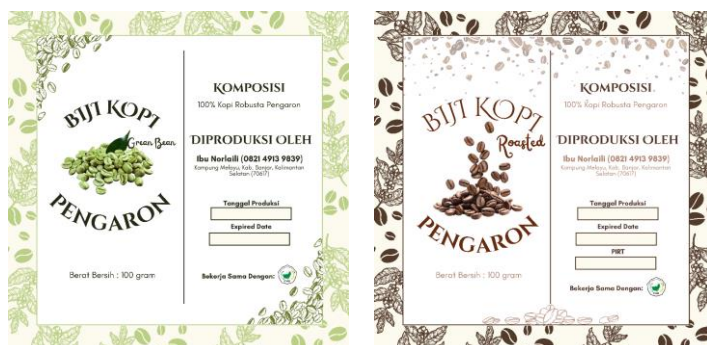 BIJI KOPI
Green Bean
PENGARON
Berat Bersih : 100 gram
KOMPOSISI
100% Kopi Robusta Pengaron
DIPRODUKSI OLEH
Ibu Norlaili (0821 4913 9839)
Kampung Melayu, Kab. Banjar, Kalimantan
Selatan (70617)
Tanggal Produksi
Expired Date
Bekerja Sama Dengan:
BIJI KOPI
Roasted
PENGARON
Berat Bersih : 100 gram
KOMPOSISI
100% Kopi Robusta Pengaron
DIPRODUKSI OLEH
Ibu Norlaili (0821 4913 9839)
Kampung Melayu, Kab. Banjar, Kalimantan
Selatan (70617)
Tanggal Produksi
Expired Date
PIRT
Bekerja Sama Dengan: